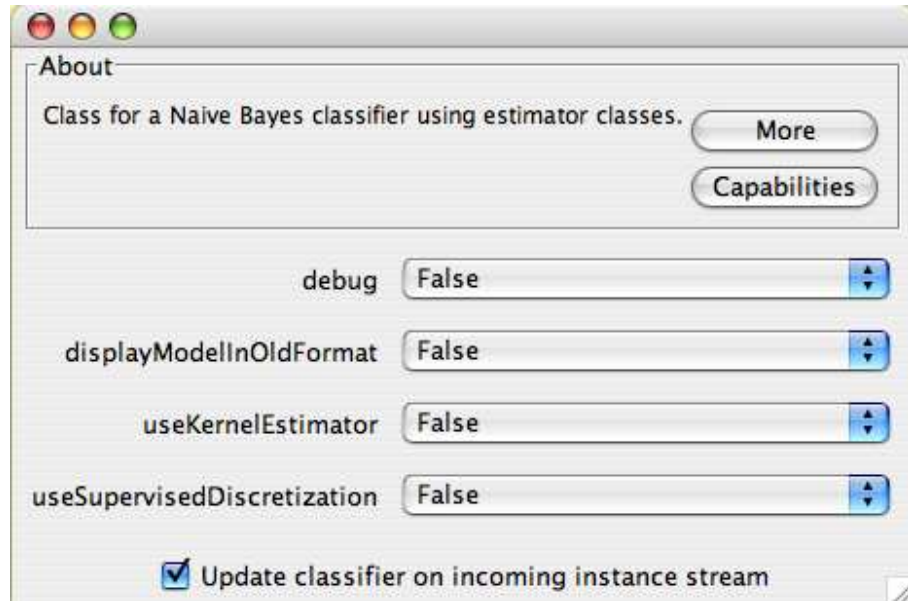 About
Class for a Naive Bayes classifier using estimator classes.
More
Capabilities
debug False
displayModelInOldFormat False
useKernelEstimator False
useSupervisedDiscretization False
Update classifier on incoming instance stream